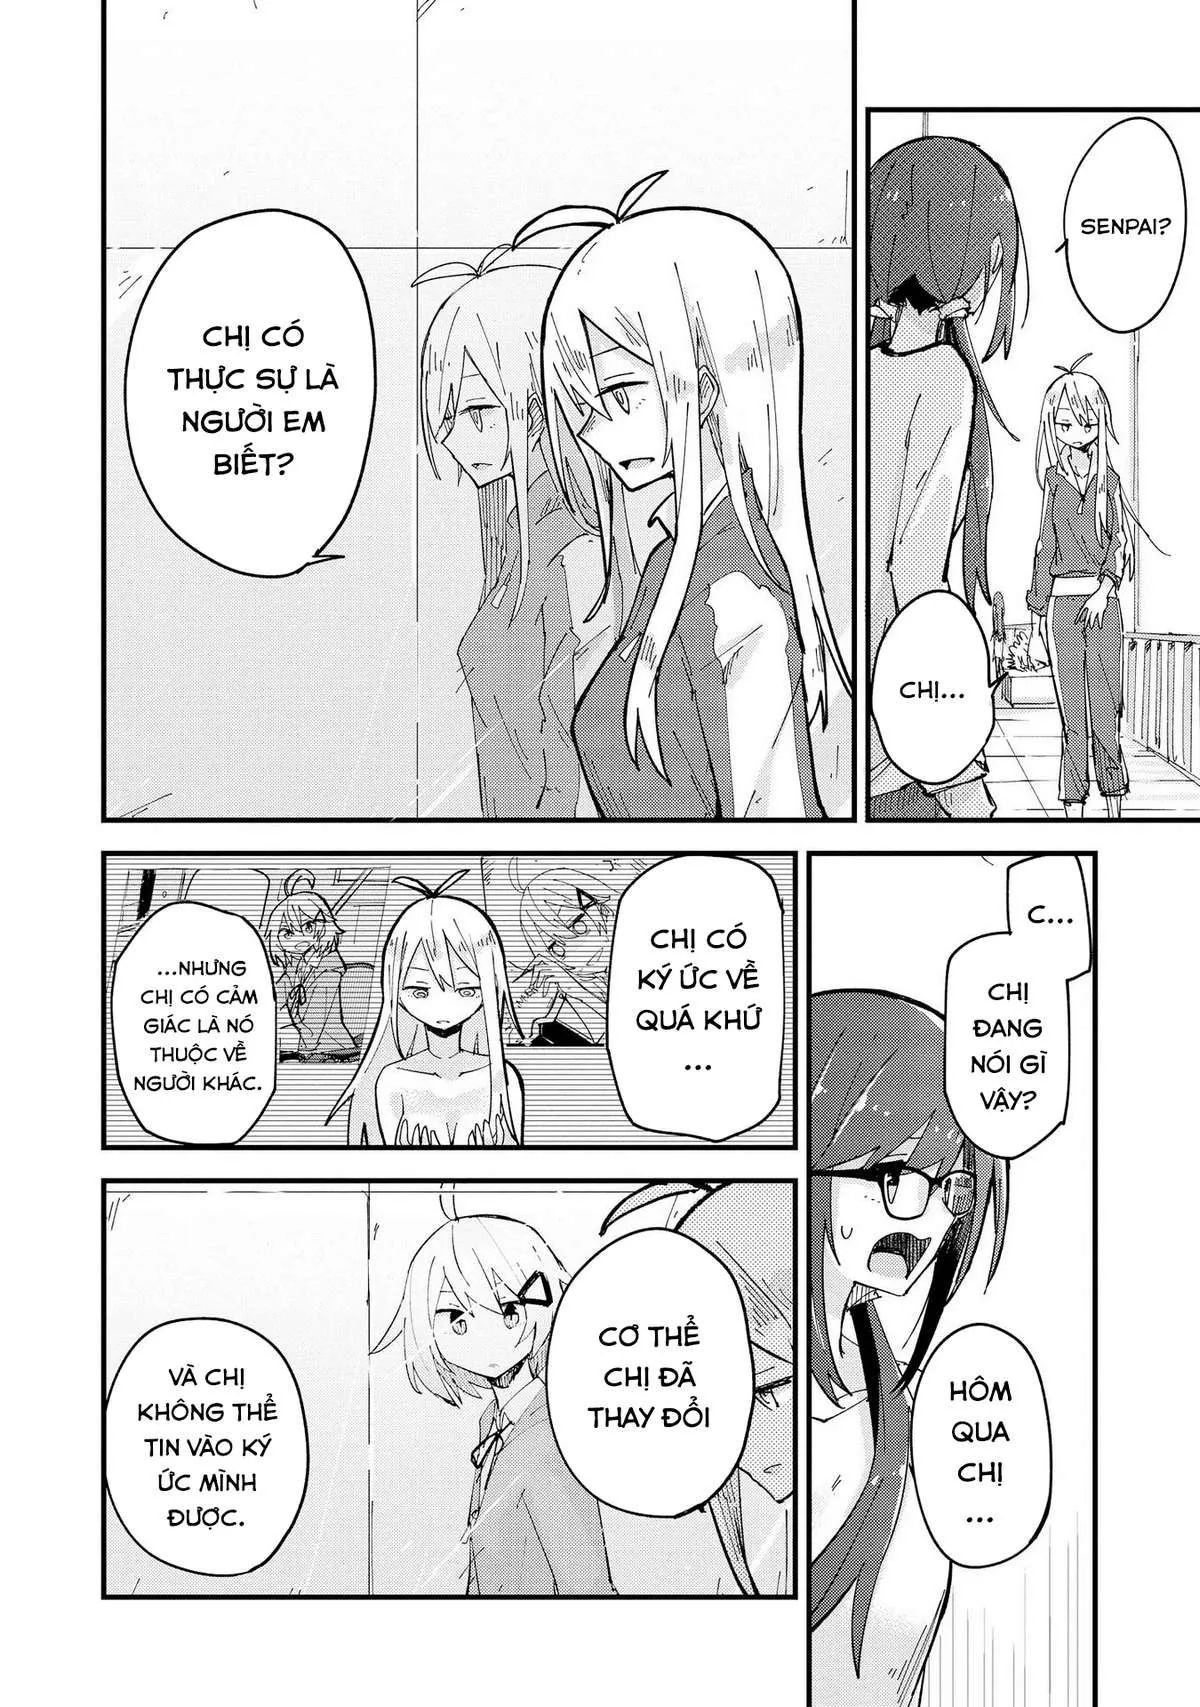 SENPAI?
CHỊ...
CHỊ CÓ
THỰC SỰ LÀ
NGƯỜI EM
BIẾT?
C...
CHỊ
ĐANG
NÓI GÌ
VẬY?
HÔM
QUA
CHỊ
...
CHỊ CÓ
KÝ ỨC VỀ
QUÁ KHỨ
...
...NHƯNG
CHỊ CÓ CẢM
GIÁC LÀ NÓ
THUỘC VỀ
NGƯỜI KHÁC.
CƠ THỂ
CHỊ ĐÃ
THAY ĐỔI
VÀ CHỊ
KHÔNG THỂ
TIN VÀO KÝ
ỨC MÌNH
ĐƯỢC.